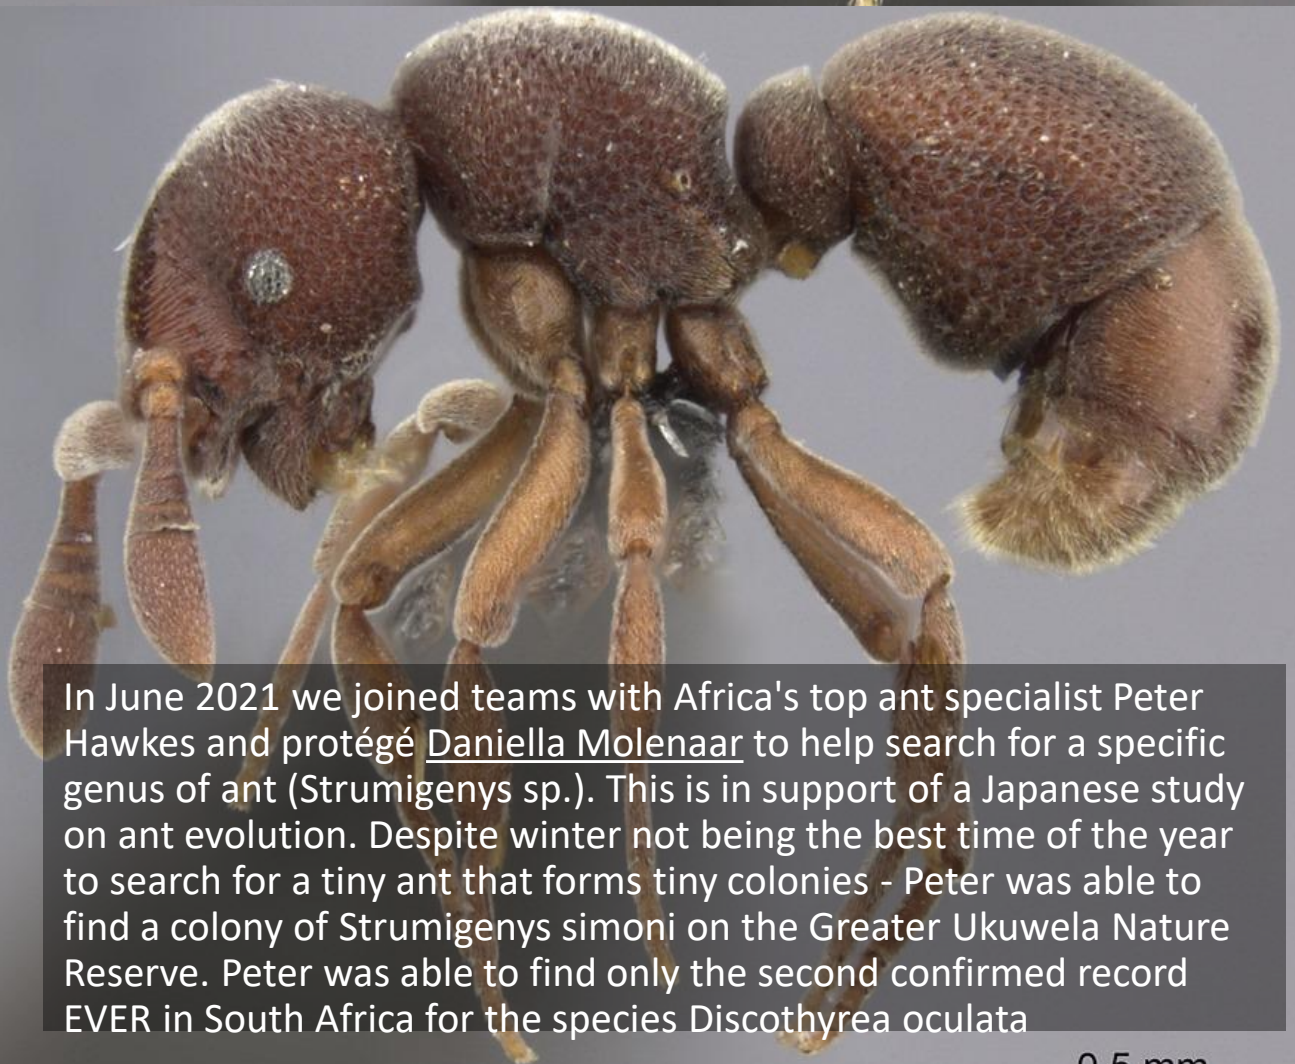 In June 2021 we joined teams with Africa's top ant specialist Peter
Hawkes and protégé Daniella Molenaar to help search for a specific
genus of ant (Strumigenys sp.). This is in support of a Japanese study
on ant evolution. Despite winter not being the best time of the year
to search for a tiny ant that forms tiny colonies - Peter was able to
find a colony of Strumigenys simoni on the Greater Ukuwela Nature
Reserve. Peter was able to find only the second confirmed record
EVER in South Africa for the species Discothyrea oculata
0.5 mm